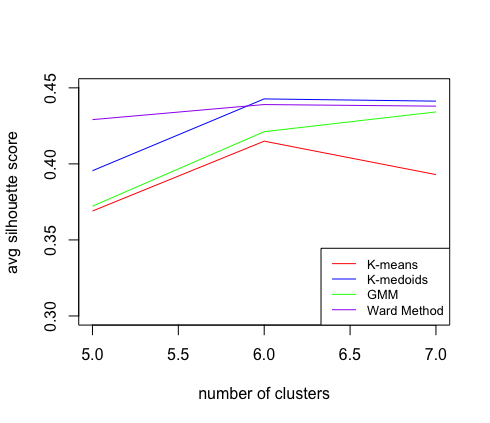 avg silhouette score
0.45
0.40
0.35
0.30
K-means
K-medoids
GMM
Ward Method
5.0 5.5 6.0 6.5 7.0
number of clusters